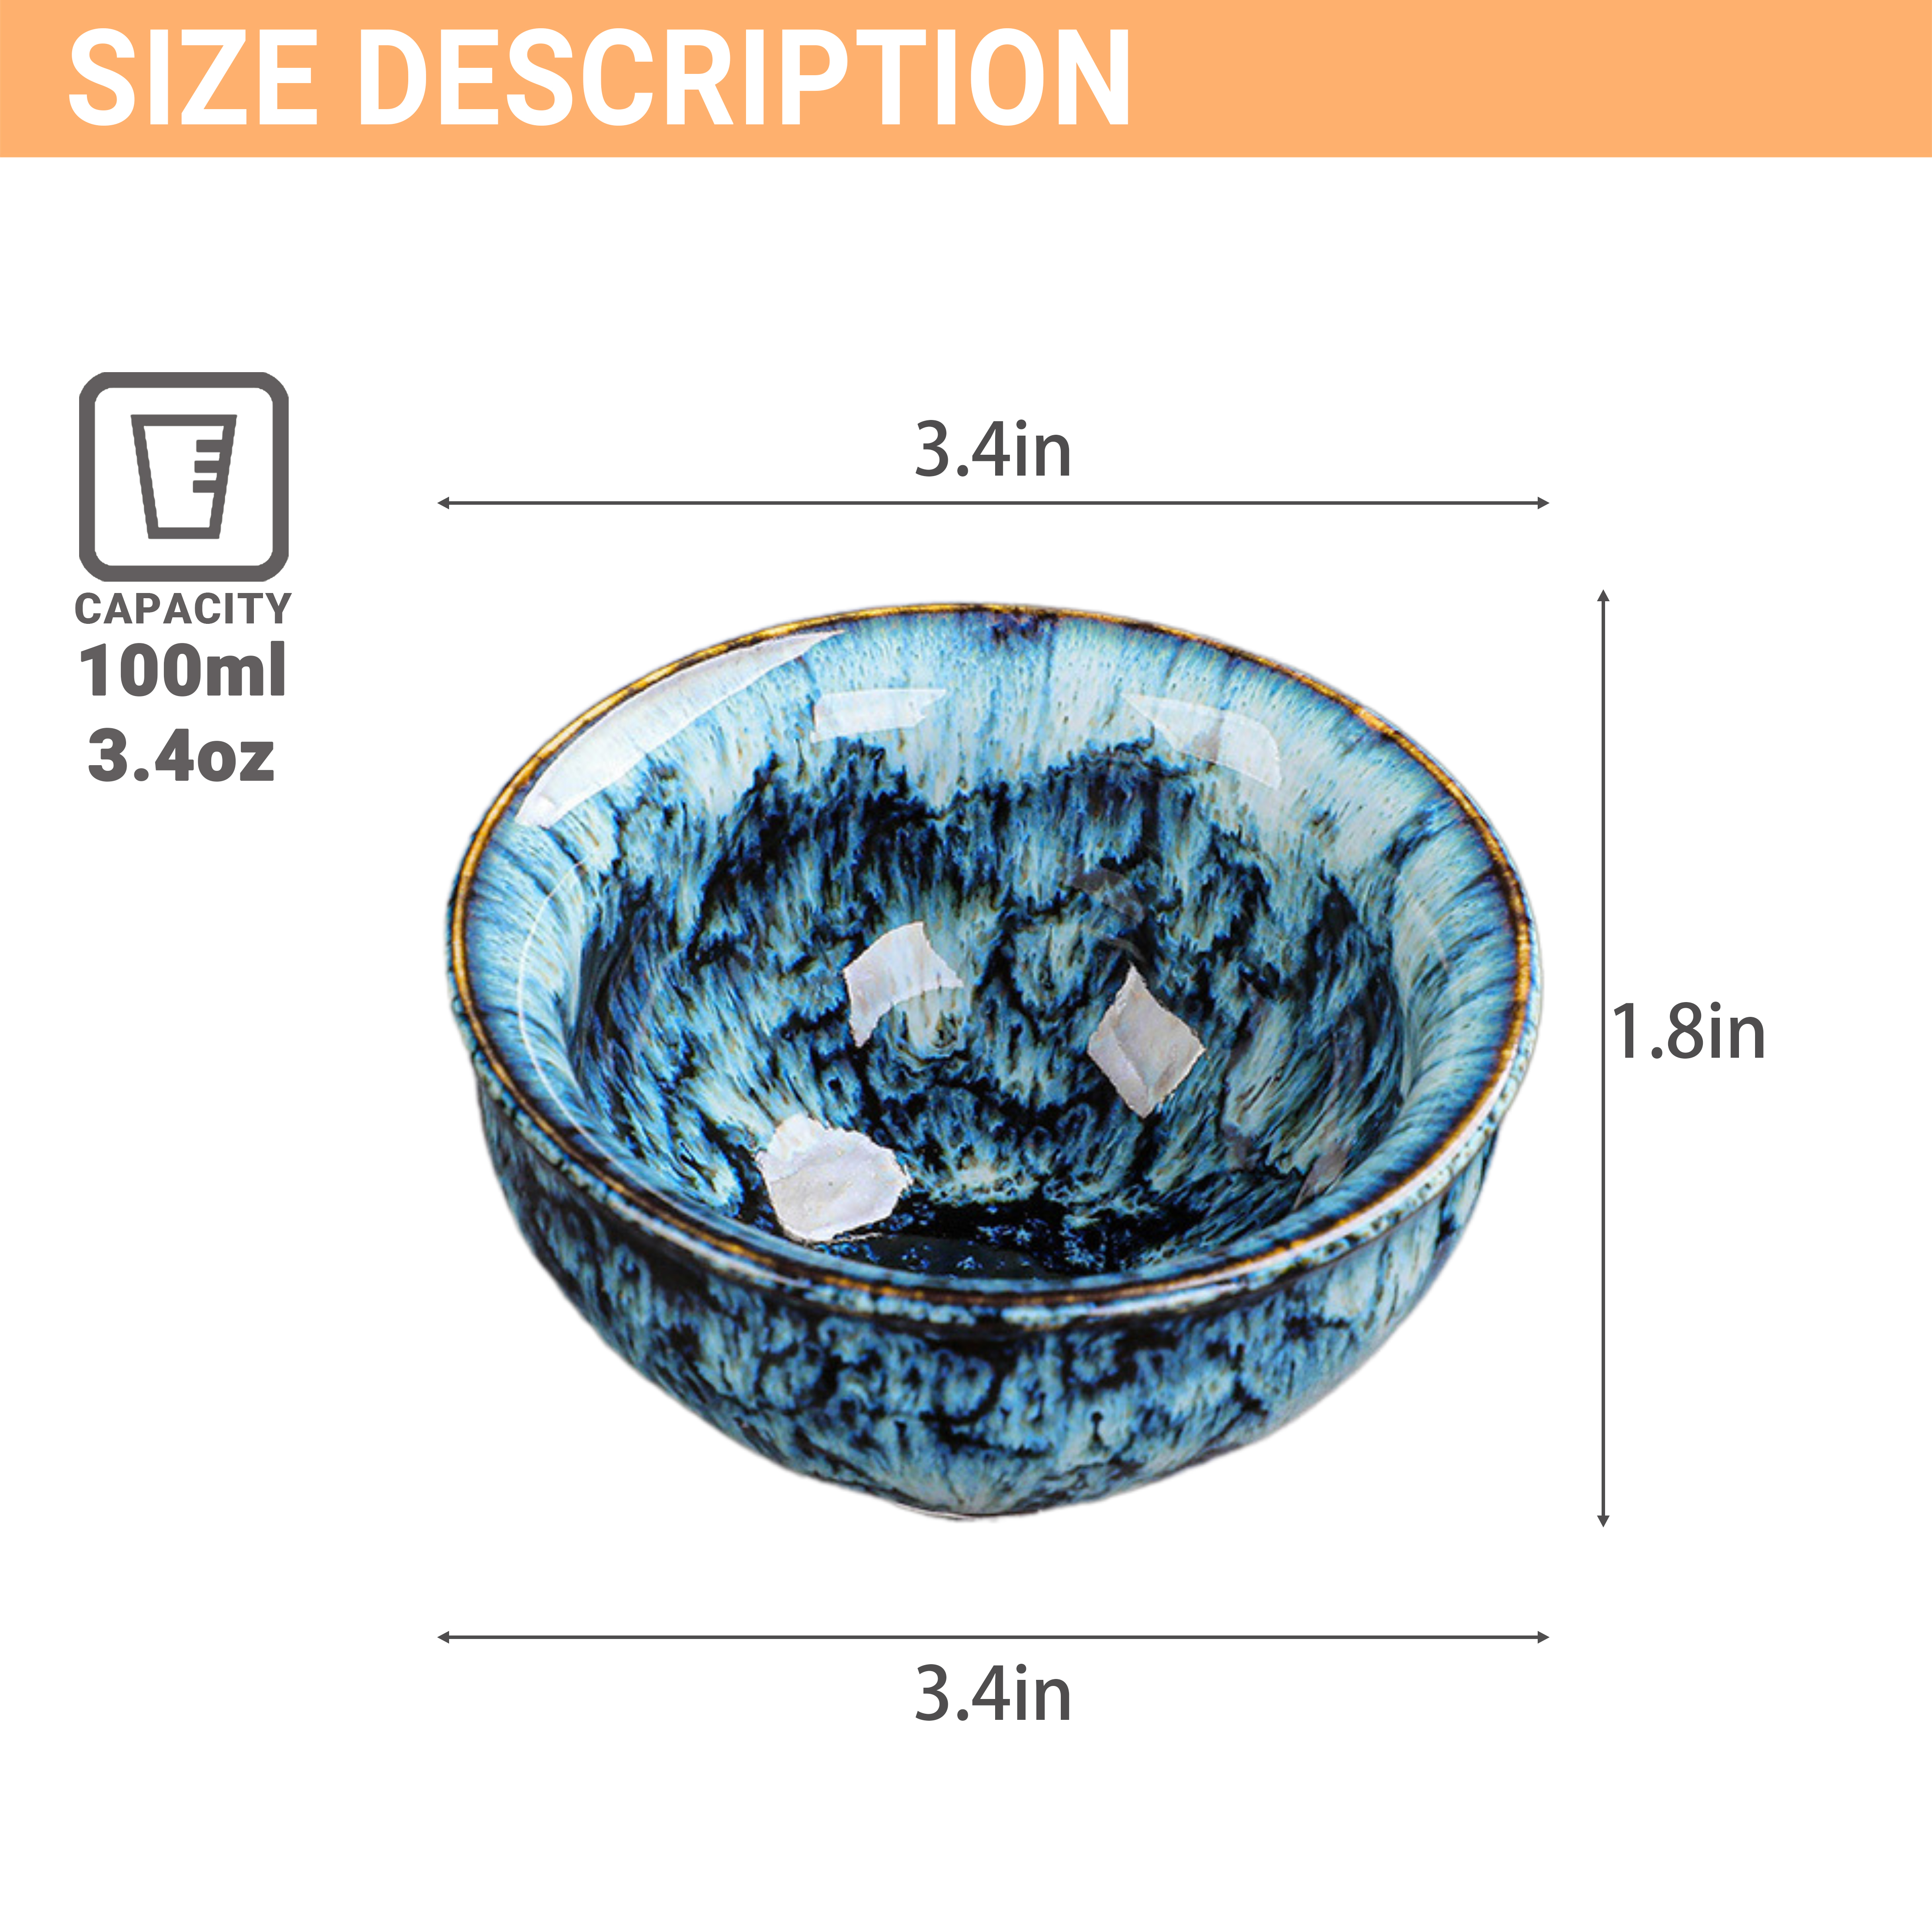 SIZE DESCRIPTION
CAPACITY
100ml
3.4oz
3.4in
1.8in
3.4in